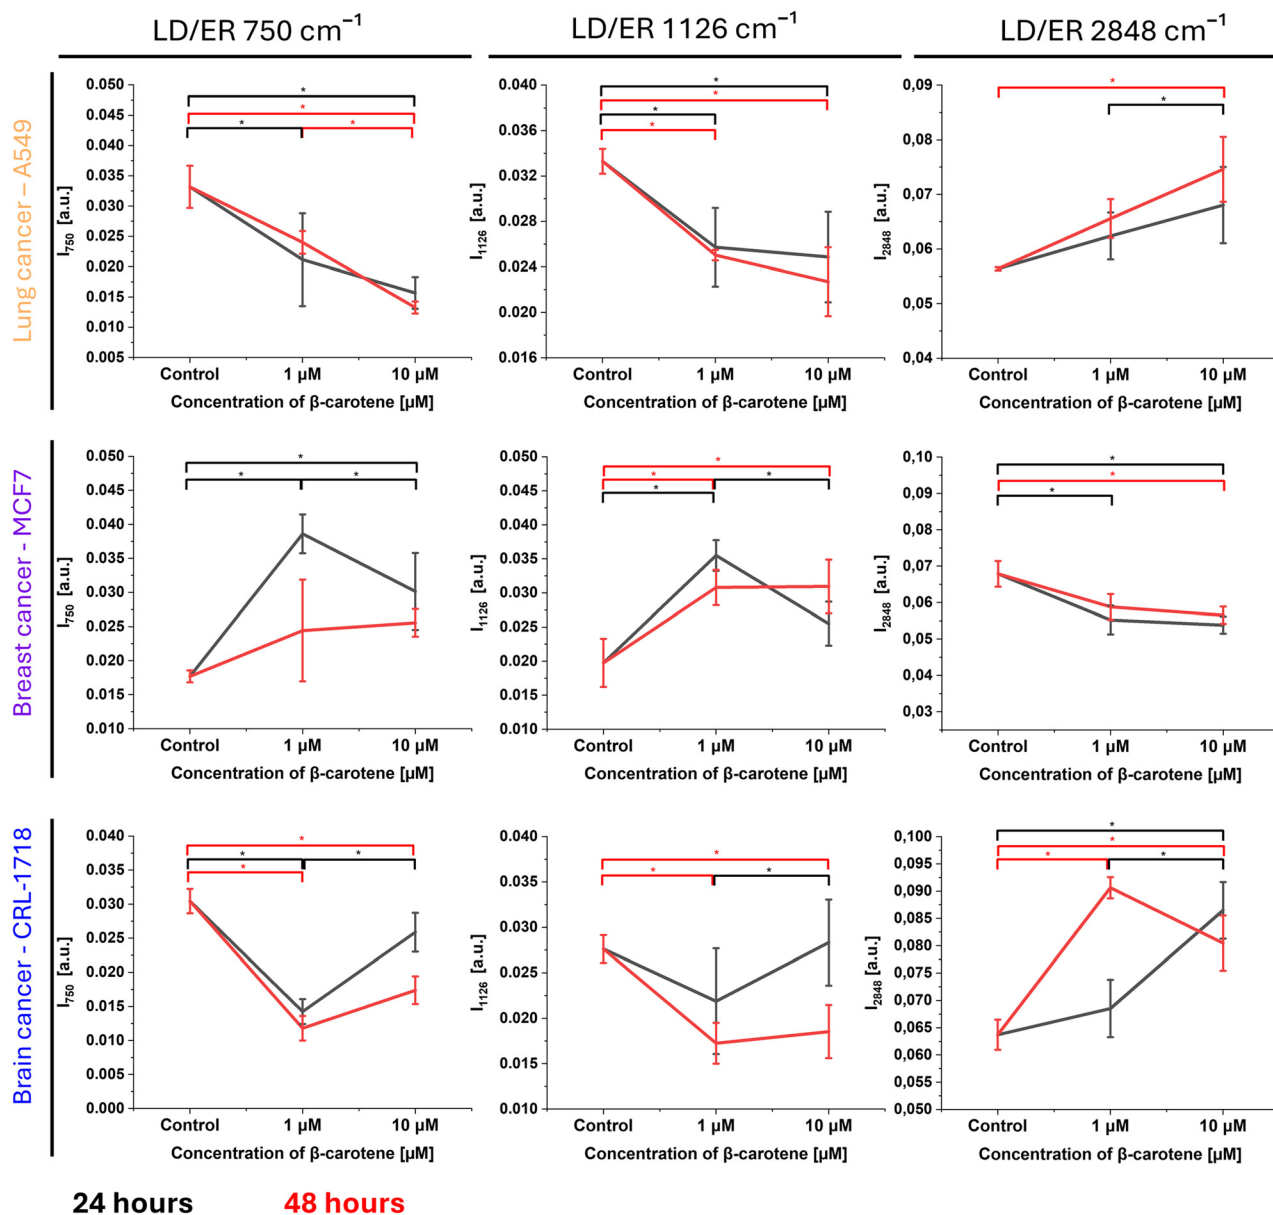 LD/ER 750 cm⁻¹
LD/ER 1126 cm⁻¹
LD/ER 2848 cm⁻¹
Lung cancer – A549
0.050
0.045
0.040
0.035
0.030
0.025
0.020
0.015
0.010
0.005
I₇₅₀ [a.u.]
* * * *
Control 1 µM 10 µM
Concentration of β-carotene [µM]
0.040
0.036
0.032
0.028
0.024
0.020
0.016
I₁₁₂₆ [a.u.]
* * * *
Control 1 µM 10 µM
Concentration of β-carotene [µM]
0,09
0,08
0,07
0,06
0,05
0,04
I₂₈₄₈ [a.u.]
* *
Control 1 µM 10 µM
Concentration of β-carotene [µM]
Breast cancer - MCF7
0.050
0.045
0.040
0.035
0.030
0.025
0.020
0.015
0.010
I₇₅₀ [a.u.]
* * *
Control 1 µM 10 µM
Concentration of β-carotene [µM]
0.050
0.045
0.040
0.035
0.030
0.025
0.020
0.015
0.010
I₁₁₂₆ [a.u.]
* * * *
Control 1 µM 10 µM
Concentration of β-carotene [µM]
0,10
0,09
0,08
0,07
0,06
0,05
0,04
0,03
I₂₈₄₈ [a.u.]
* * *
Control 1 µM 10 µM
Concentration of β-carotene [µM]
Brain cancer - CRL-1718
0.040
0.035
0.030
0.025
0.020
0.015
0.010
0.005
0.000
I₇₅₀ [a.u.]
* * * *
Control 1 µM 10 µM
Concentration of β-carotene [µM]
0.040
0.035
0.030
0.025
0.020
0.015
0.010
I₁₁₂₆ [a.u.]
* * *
Control 1 µM 10 µM
Concentration of β-carotene [µM]
0,100
0,095
0,090
0,085
0,080
0,075
0,070
0,065
0,060
0,055
0,050
I₂₈₄₈ [a.u.]
* * * *
Control 1 µM 10 µM
Concentration of β-carotene [µM]
24 hours 48 hours